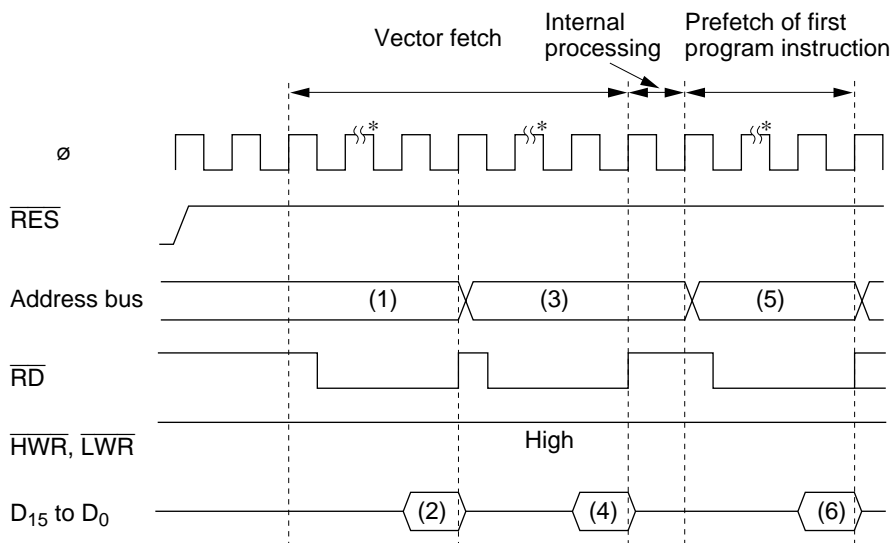 Vector fetch
Internal
processing
Prefetch of first
program instruction
*
*
*
ø
RES
Address bus
(1)
(3)
(5)
RD
HWR, LWR
High
D15 to D0
(2)
(4)
(6)